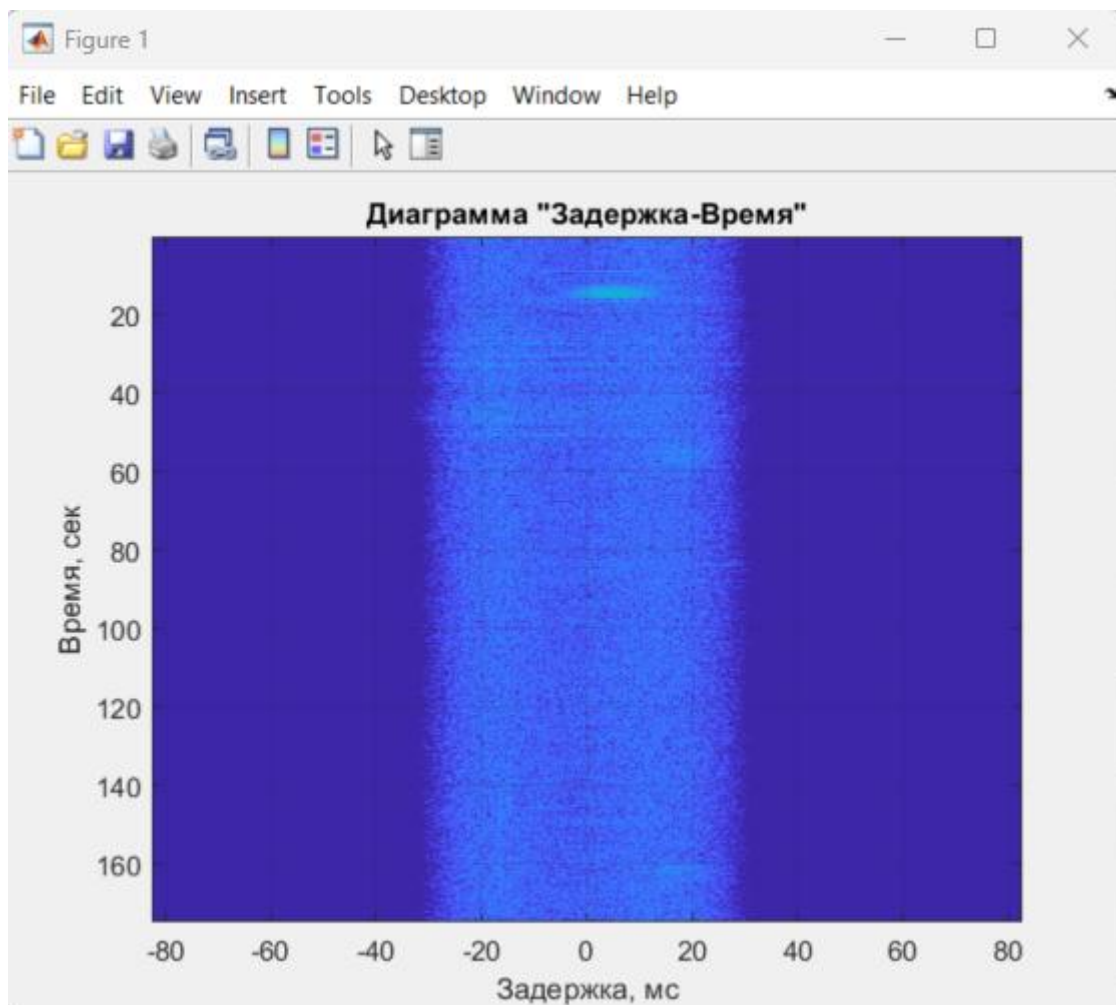 Figure 1
File Edit View Insert Tools Desktop Window Help
Диаграмма "Задержка-Время"
20
40
60
80
100
120
140
160
Время, сек
-80 -60 -40 -20 0 20 40 60 80
Задержка, мс